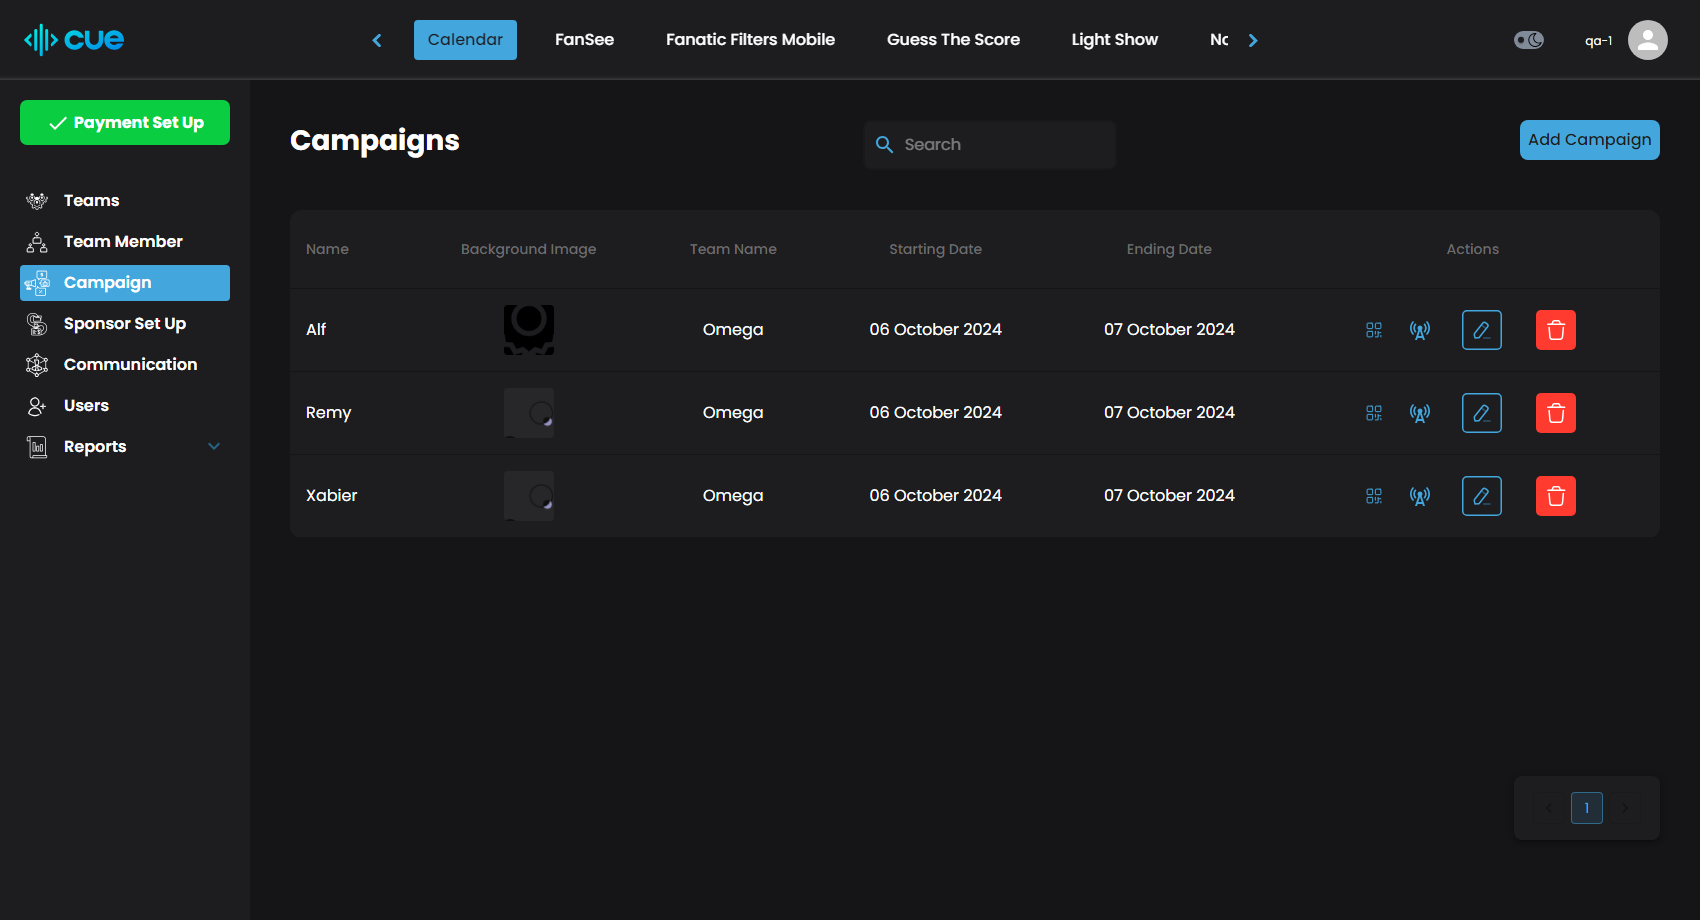 cue
Calendar
FanSee
Fanatic Filters Mobile
Guess The Score
Light Show
qa-1
Payment Set Up
Teams
Team Member
Campaign
Sponsor Set Up
Communication
Users
Reports
Campaigns
Search
Add Campaign
Name Background Image Team Name Starting Date Ending Date Actions
Alf Omega 06 October 2024 07 October 2024
Remy Omega 06 October 2024 07 October 2024
Xabier Omega 06 October 2024 07 October 2024
1